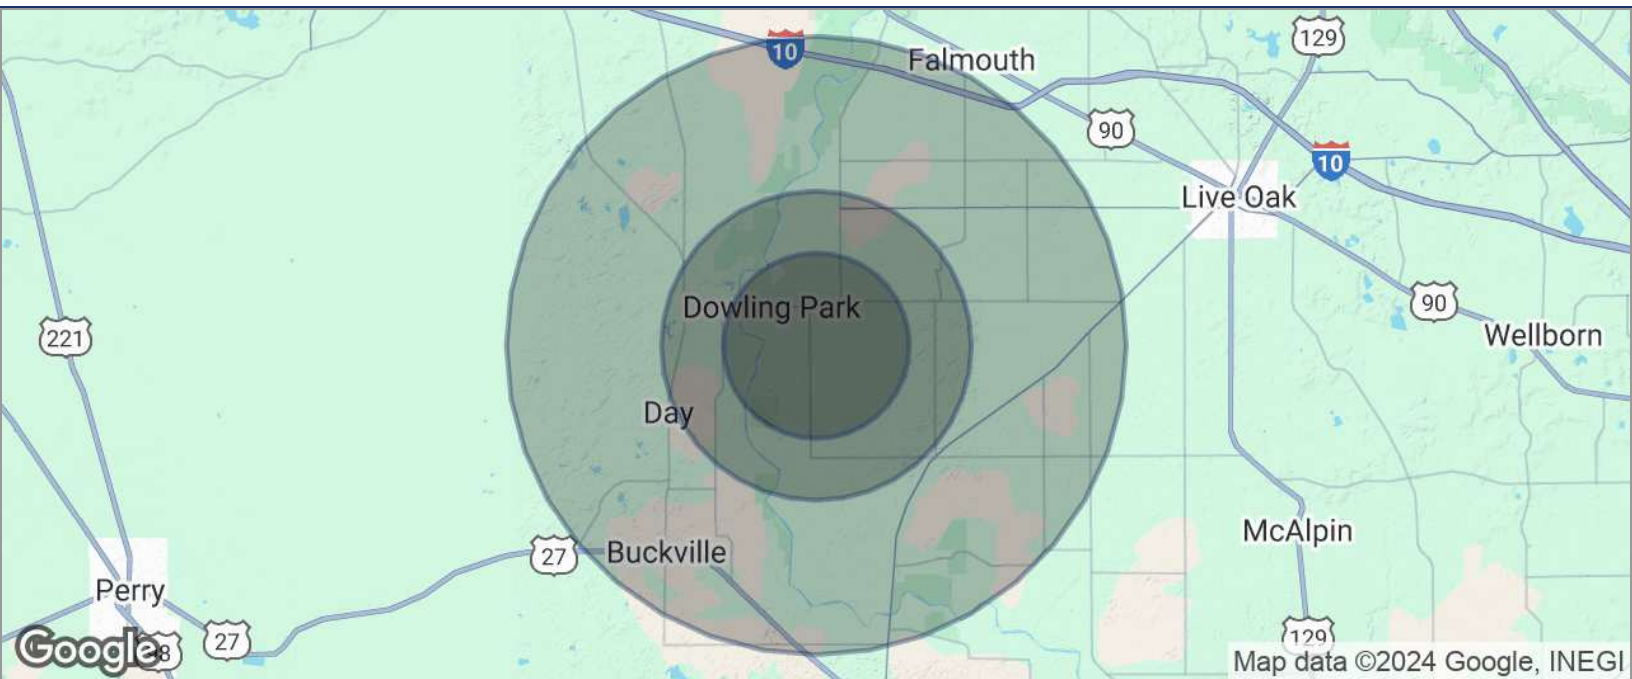 10
Falmouth
129
90
10
Live Oak
Dowling Park
90
221
Wellborn
Day
McAlpin
27
Buckville
Perry
27
129
Google
Map data ©2024 Google, INEGI